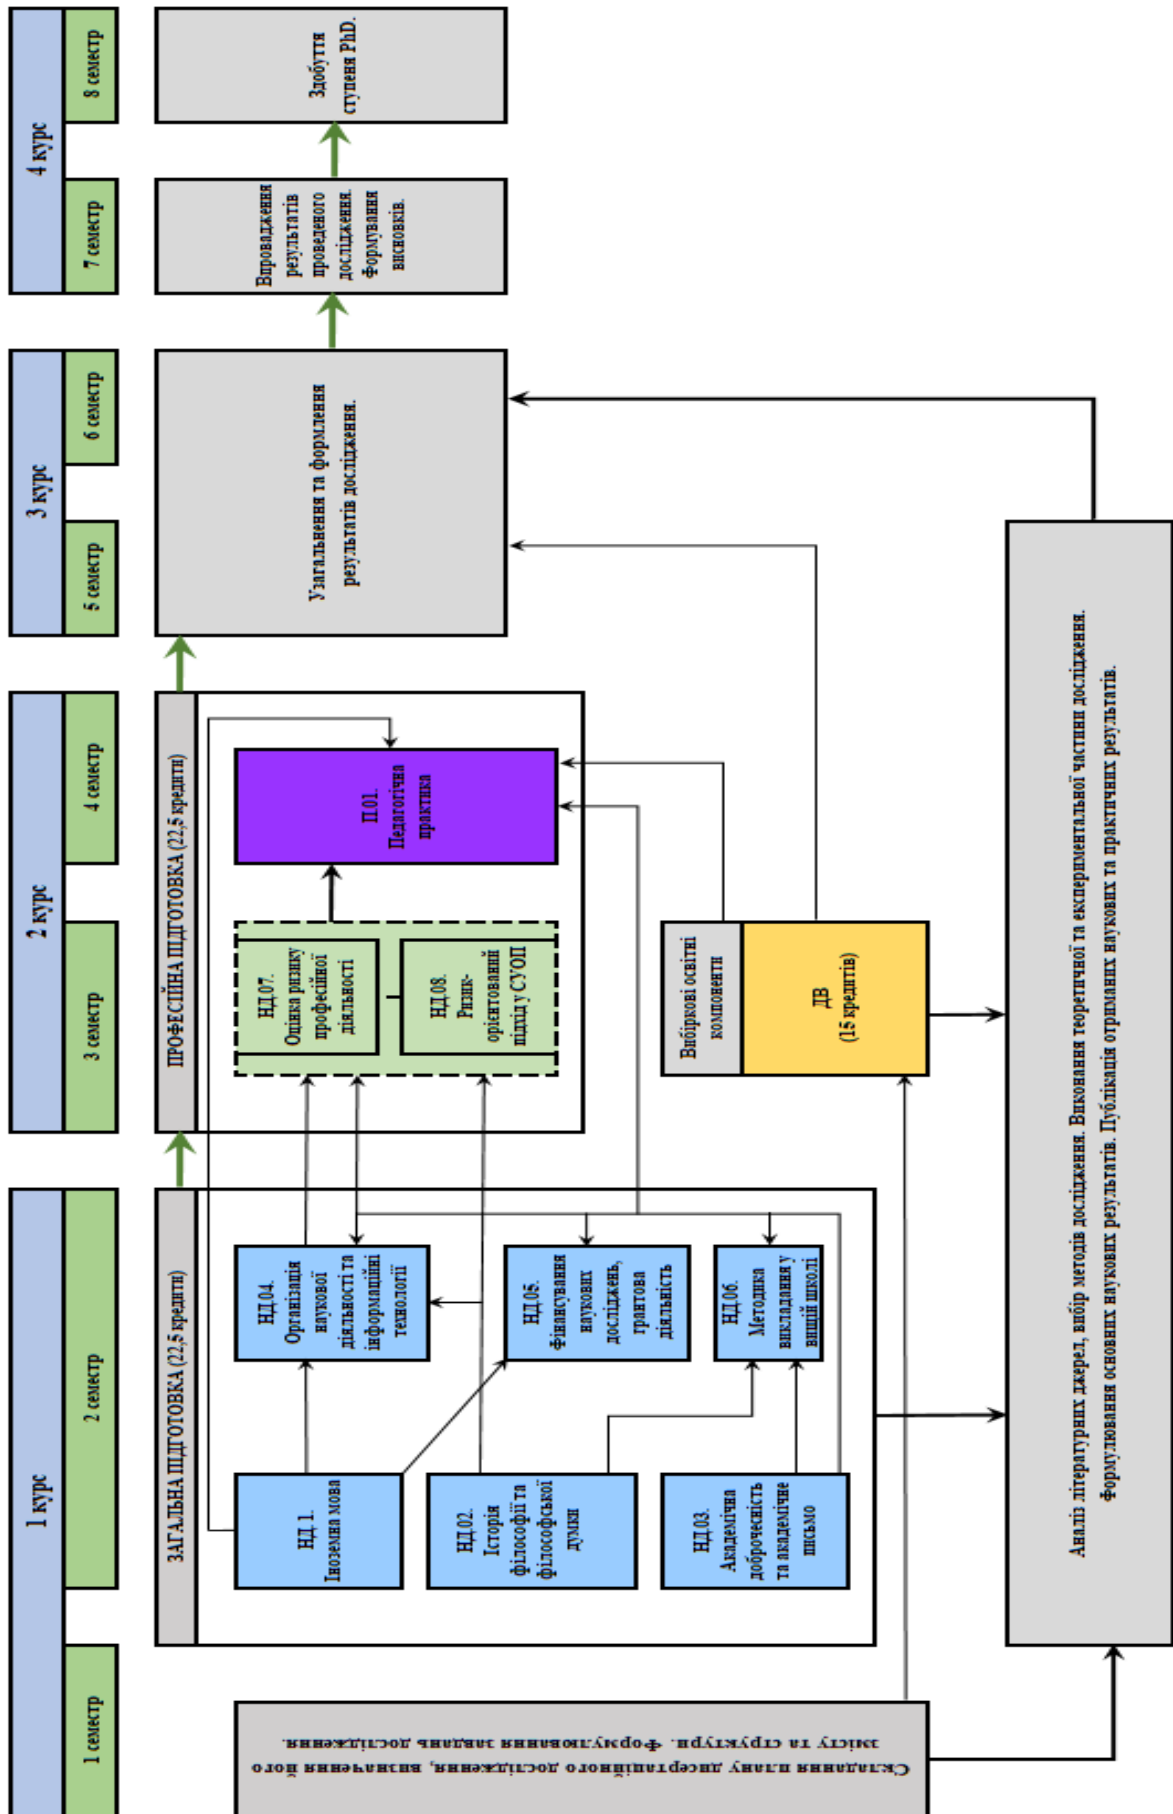 1 курс
2 курс
3 курс
4 курс
1 семестр
2 семестр
3 семестр
4 семестр
5 семестр
6 семестр
7 семестр
8 семестр
Складання плану дисертаційного дослідження, визначення його
змісту та структури. Формулювання завдань дослідження.
ЗАГАЛЬНА ПІДГОТОВКА (22,5 кредити)
НД.1.
Іноземна мова
НД.02.
Історія
філософії та
філософської
думки
НД.03.
Академічна
доброчесність
та академічне
письмо
НД.04.
Організація
наукової
діяльності та
інформаційні
технології
НД.05.
Фінансування
наукових
досліджень,
грантова
діяльність
НД.06.
Методика
викладання у
вищій школі
ПРОФЕСІЙНА ПІДГОТОВКА (22,5 кредити)
НД.07.
Оцінка ризику
професійної
діяльності
НД.08.
Ризик-
орієнтований
підхід у СУОП
П.01.
Педагогічна
практика
Вибіркові освітні
компоненти
ДВ
(15 кредитів)
Узагальнення та формлення
результатів дослідження.
Впровадження
результатів
проведеного
дослідження.
Формування
висновків.
Здобуття
ступеня PhD.
Аналіз літературних джерел, вибір методів дослідження. Виконання теоретичної та експериментальної частини дослідження.
Формулювання основних наукових результатів. Публікація отриманих наукових та практичних результатів.